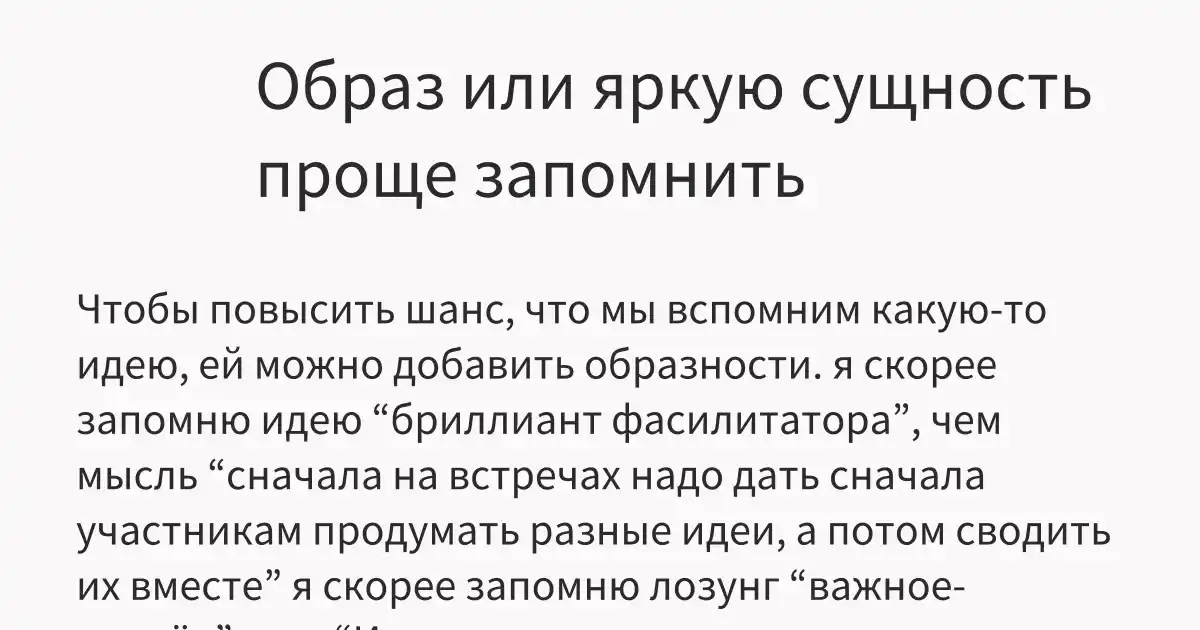 Образ или яркую сущность
проще запомнить
Чтобы повысить шанс, что мы вспомним какую-то
идею, ей можно добавить образности. я скорее
запомню идею “бриллиант фасилитатора”, чем
мысль “сначала на встречах надо дать сначала
участникам продумать разные идеи, а потом сводить
их вместе” я скорее запомню лозунг “важное-